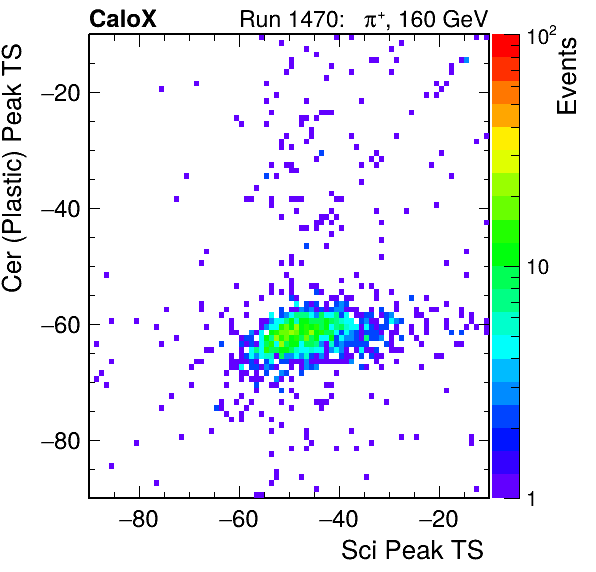 CaloX
Run 1470: π⁺, 160 GeV
10²
10
1
Events
Cer (Plastic) Peak TS
−20
−40
−60
−80
−80 −60 −40 −20
Sci Peak TS